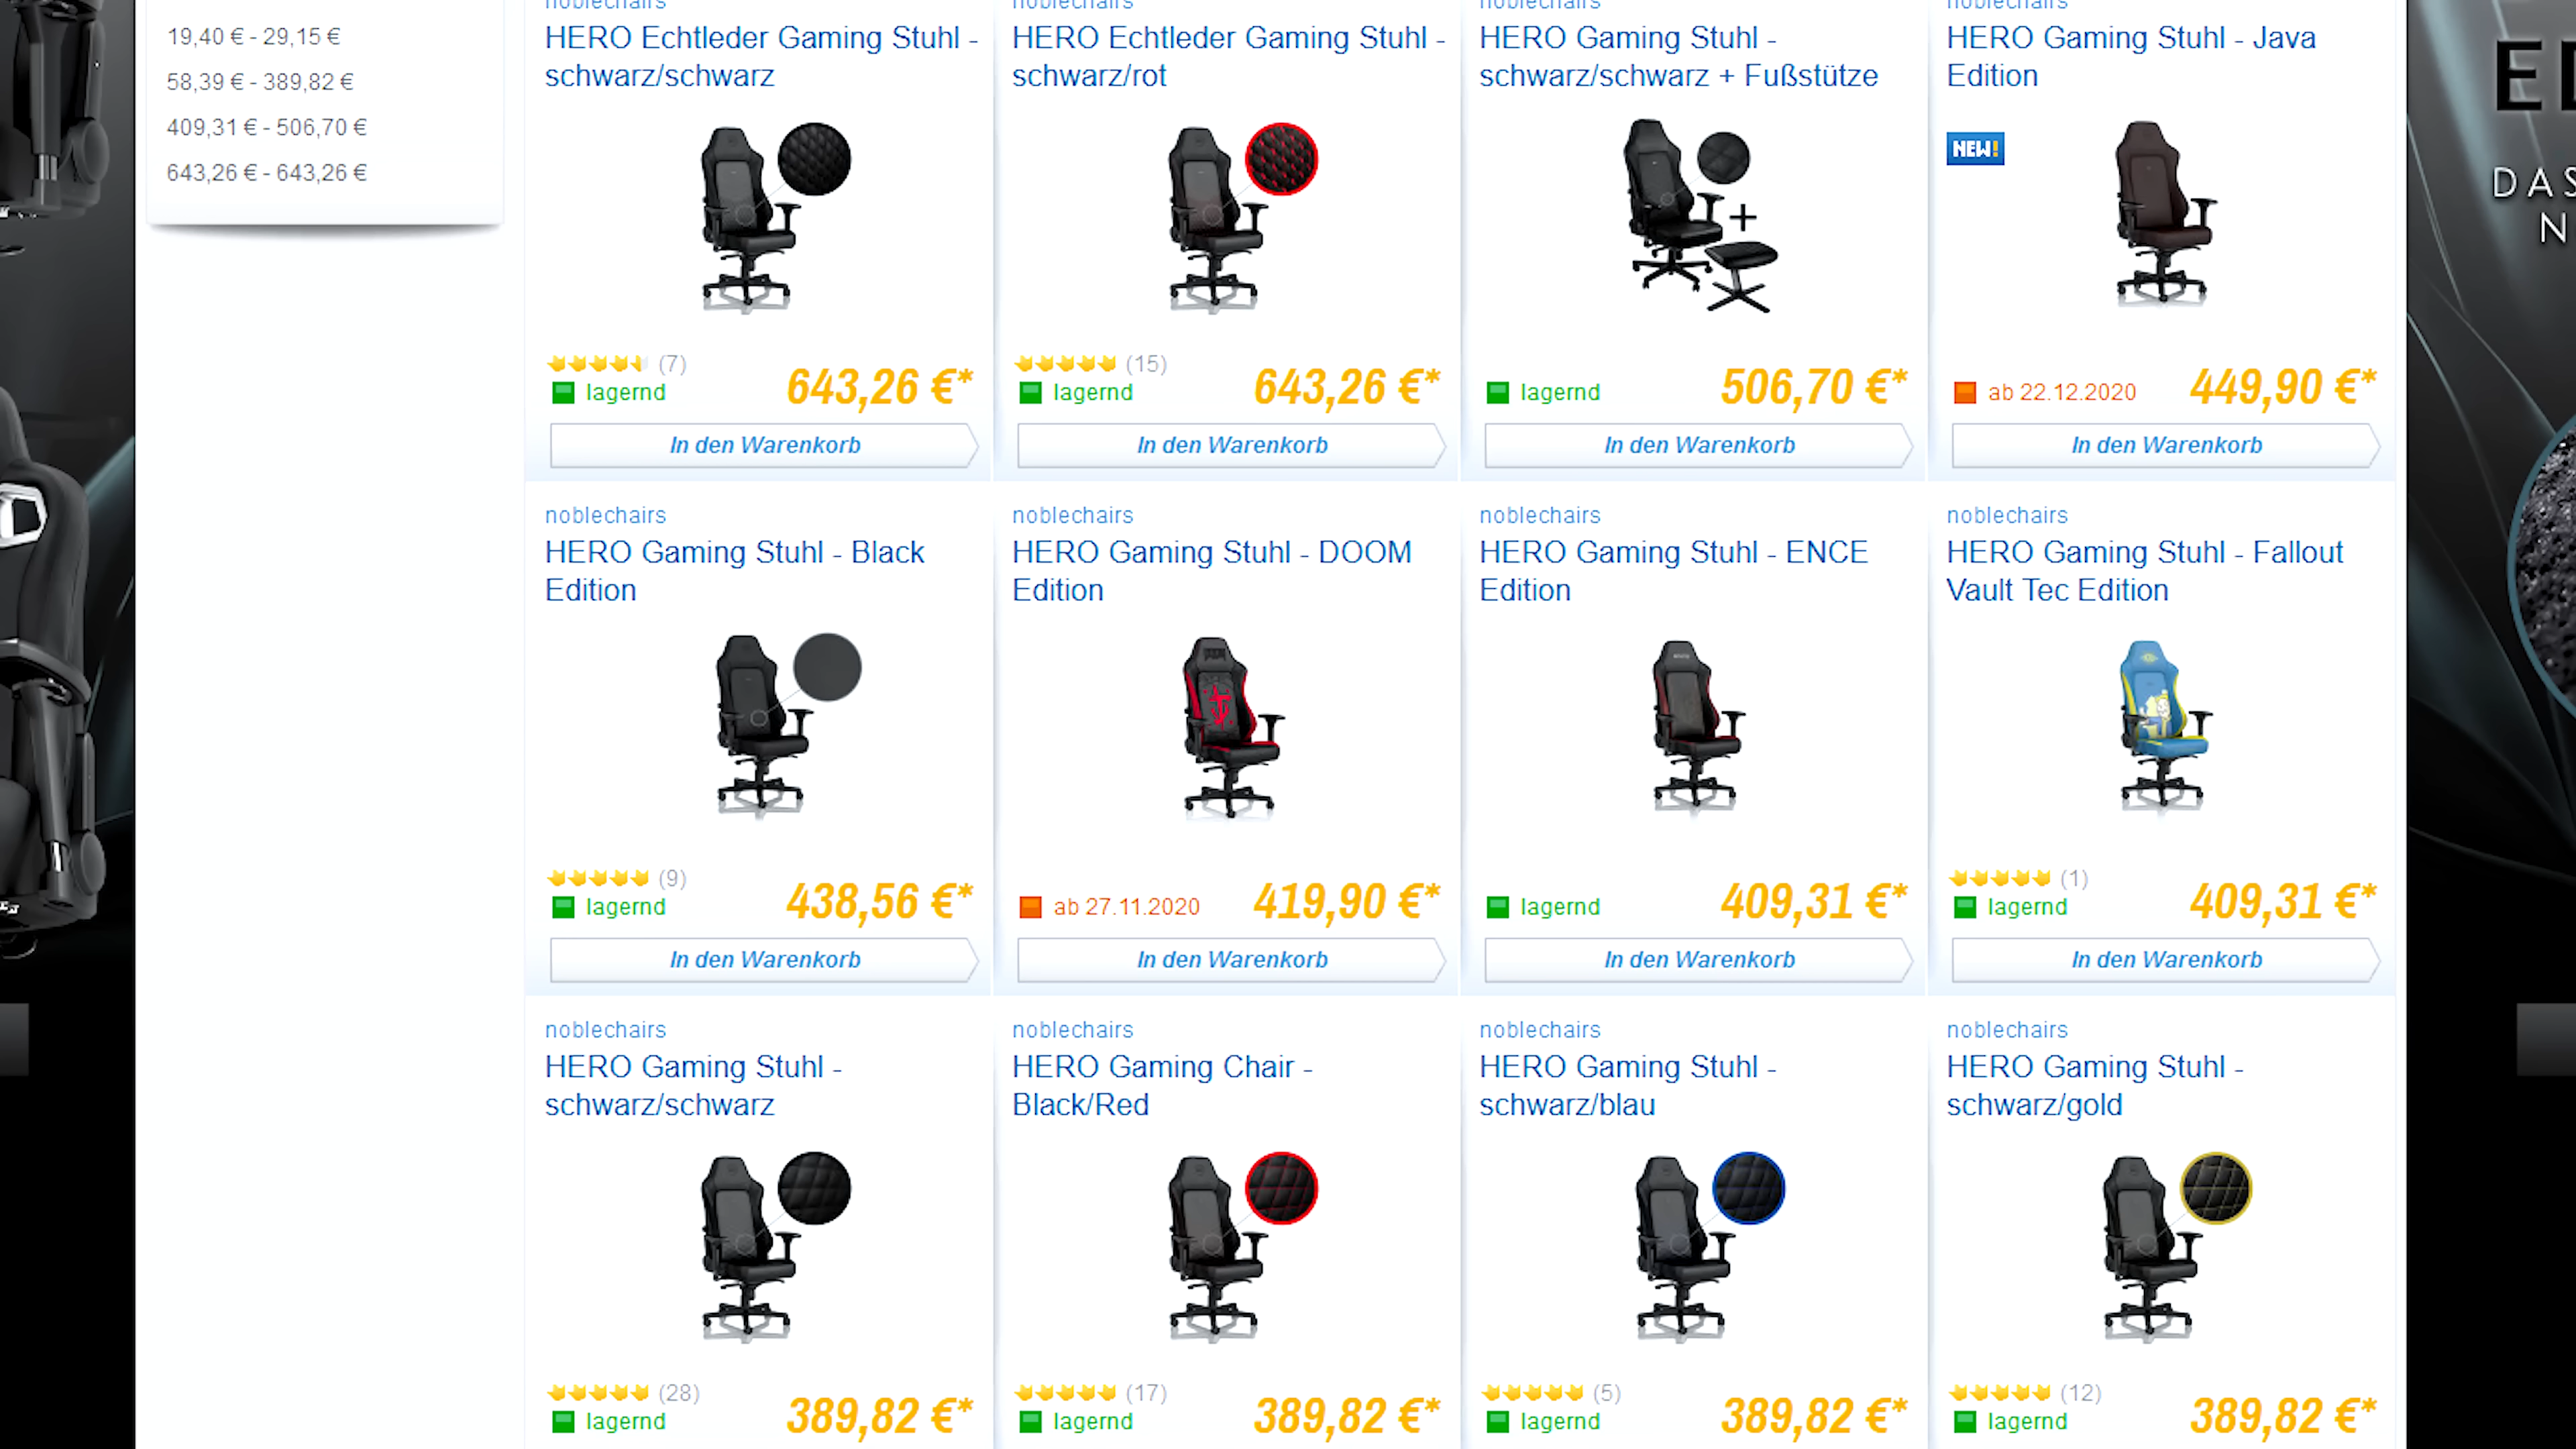 19,40 € - 29,15 €
58,39 € - 389,82 €
409,31 € - 506,70 €
643,26 € - 643,26 €
noblechairs
HERO Echtleder Gaming Stuhl -
schwarz/schwarz
(7)
lagernd
643,26 €*
In den Warenkorb
noblechairs
HERO Echtleder Gaming Stuhl -
schwarz/rot
(15)
lagernd
643,26 €*
In den Warenkorb
noblechairs
HERO Gaming Stuhl -
schwarz/schwarz + Fußstütze
+
lagernd
506,70 €*
In den Warenkorb
noblechairs
HERO Gaming Stuhl - Java
Edition
NEW!
ab 22.12.2020
449,90 €*
In den Warenkorb
noblechairs
HERO Gaming Stuhl - Black
Edition
(9)
lagernd
438,56 €*
In den Warenkorb
noblechairs
HERO Gaming Stuhl - DOOM
Edition
ab 27.11.2020
419,90 €*
In den Warenkorb
noblechairs
HERO Gaming Stuhl - ENCE
Edition
lagernd
409,31 €*
In den Warenkorb
noblechairs
HERO Gaming Stuhl - Fallout
Vault Tec Edition
(1)
lagernd
409,31 €*
In den Warenkorb
noblechairs
HERO Gaming Stuhl -
schwarz/schwarz
(28)
lagernd
389,82 €*
noblechairs
HERO Gaming Chair -
Black/Red
(17)
lagernd
389,82 €*
noblechairs
HERO Gaming Stuhl -
schwarz/blau
(5)
lagernd
389,82 €*
noblechairs
HERO Gaming Stuhl -
schwarz/gold
(12)
lagernd
389,82 €*
DAS
N